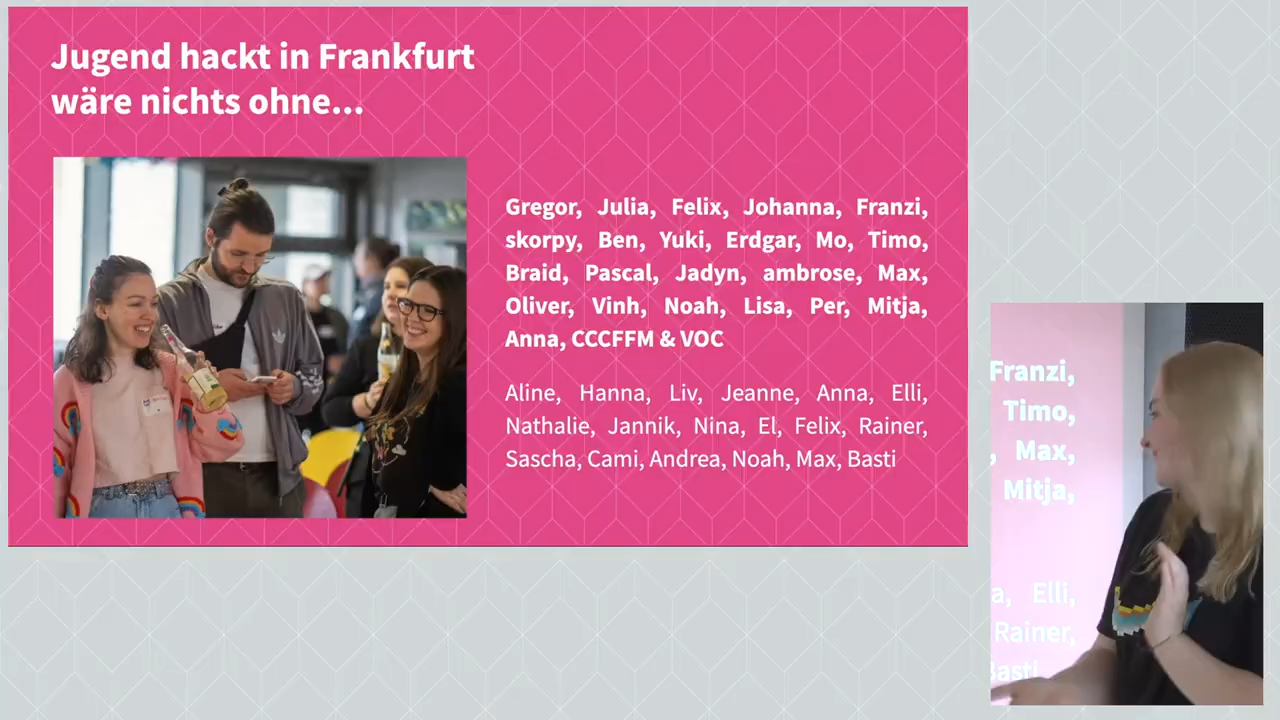 Jugend hackt in Frankfurt
wäre nichts ohne...
Gregor, Julia, Felix, Johanna, Franzi,
skorpy, Ben, Yuki, Erdgar, Mo, Timo,
Braid, Pascal, Jadyn, ambrose, Max,
Oliver, Vinh, Noah, Lisa, Per, Mitja,
Anna, CCCFFM & VOC
Aline, Hanna, Liv, Jeanne, Anna, Elli,
Nathalie, Jannik, Nina, El, Felix, Rainer,
Sascha, Cami, Andrea, Noah, Max, Basti
Franzi,
Timo,
, Max,
Mitja,
a, Elli,
Rainer,
Basti